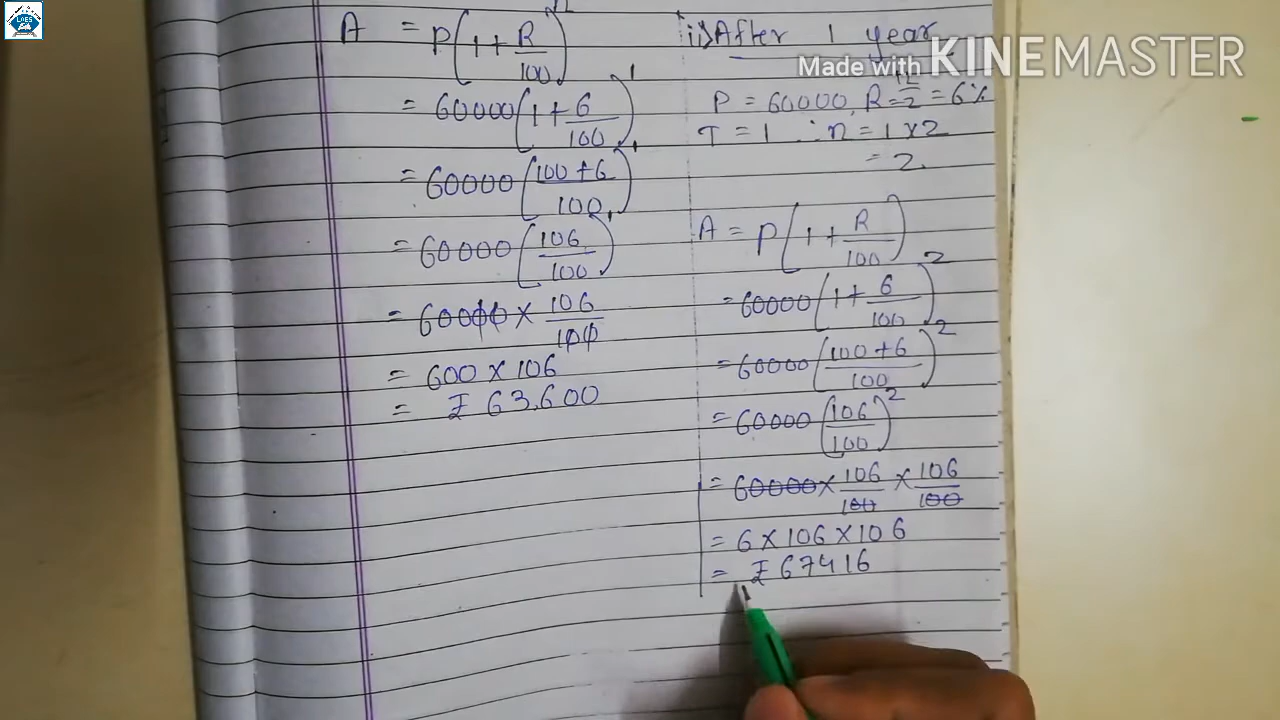 LAES
Made with KINEMASTER
A = P(1 + R/100)ⁿ
= 60000(1 + 6/100)¹
= 60000(100 + 6/100)¹
= 60000(106/100)¹
= 60000 × 106/100
= 600 × 106
= ₹ 63,600
ii) After 1 year
P = 60000, R = 12/2 = 6%
T = 1 ∴ n = 1 × 2
= 2.
A = P(1 + R/100)
= 60000(1 + 6/100)²
= 60000(100 + 6/100)²
= 60000(106/100)²
= 60000 × 106/100 × 106/100
= 6 × 106 × 106
= ₹ 67416